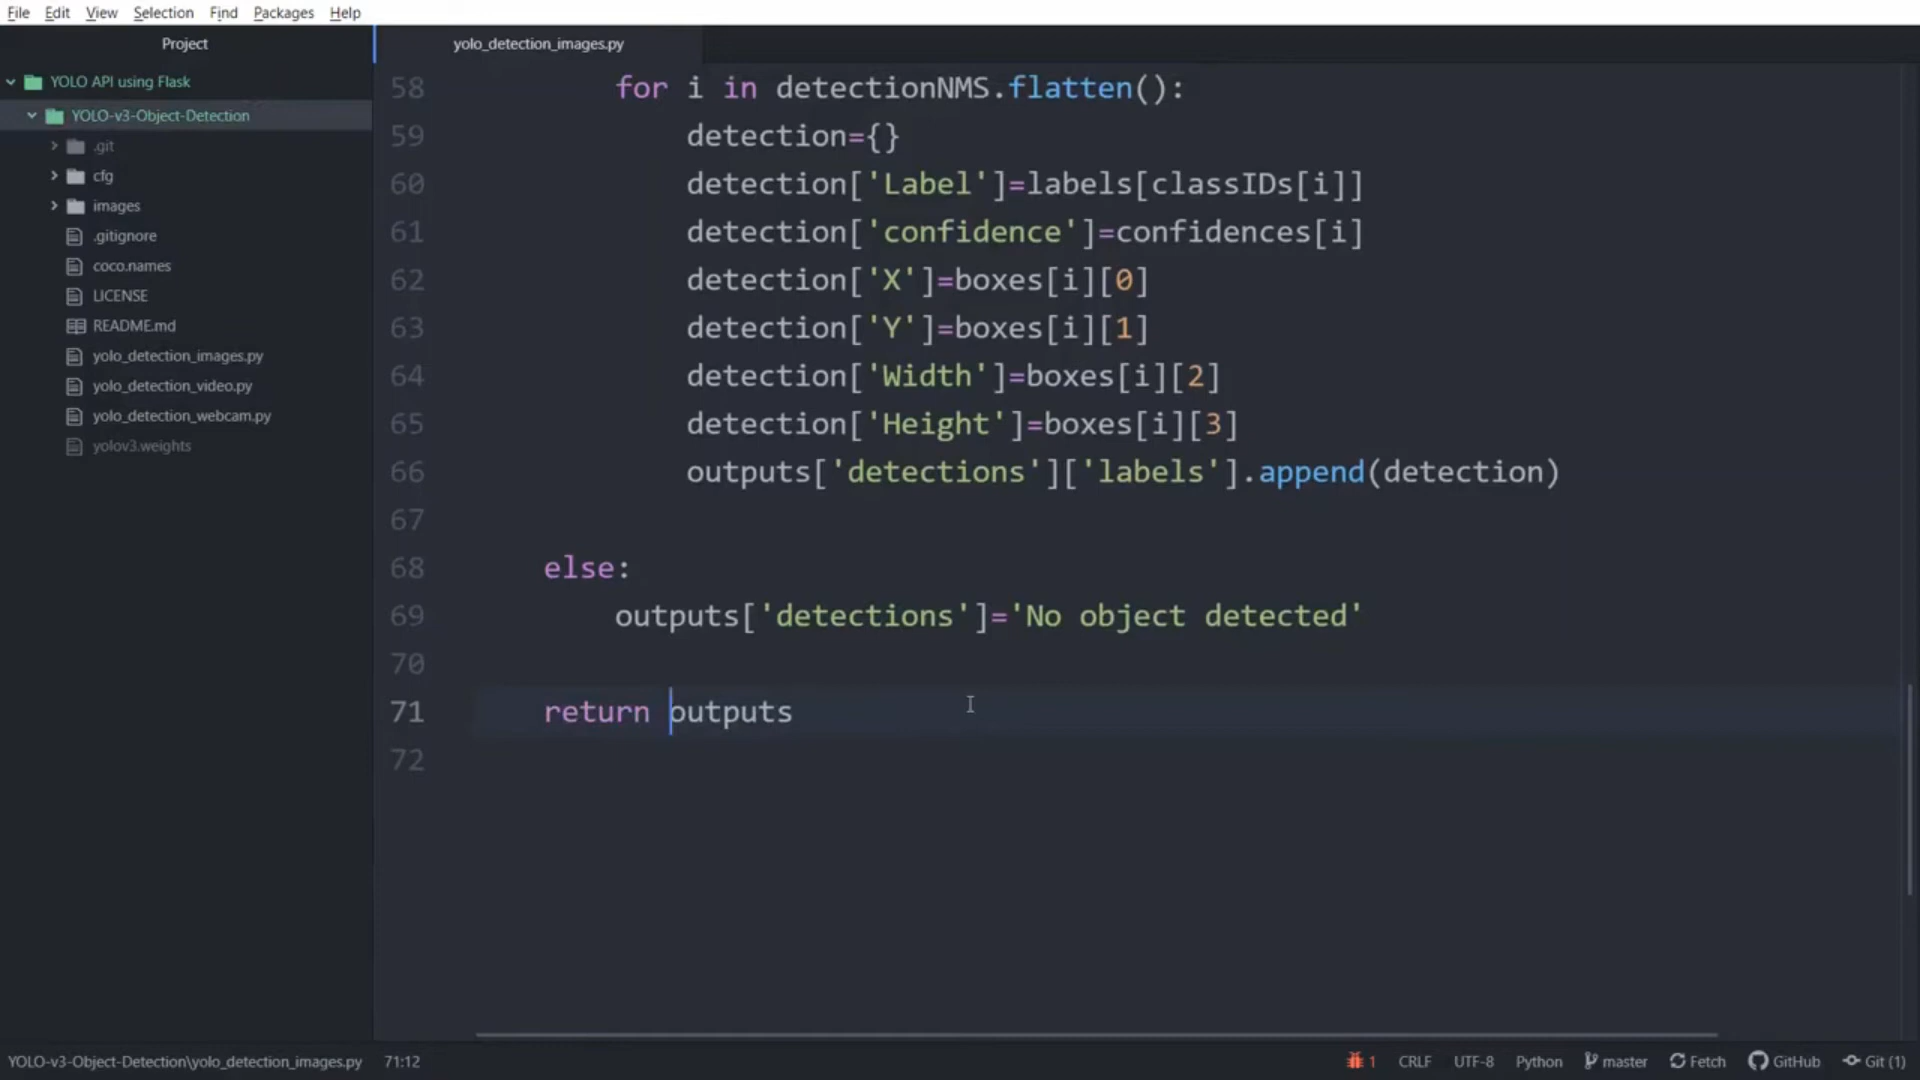 File Edit View Selection Find Packages Help
Project
yolo_detection_images.py
YOLO API using Flask
YOLO-v3-Object-Detection
.git
cfg
images
.gitignore
coco.names
LICENSE
README.md
yolo_detection_images.py
yolo_detection_video.py
yolo_detection_webcam.py
yolov3.weights
58 for i in detectionNMS.flatten():
59 detection={}
60 detection['Label']=labels[classIDs[i]]
61 detection['confidence']=confidences[i]
62 detection['X']=boxes[i][0]
63 detection['Y']=boxes[i][1]
64 detection['Width']=boxes[i][2]
65 detection['Height']=boxes[i][3]
66 outputs['detections']['labels'].append(detection)
67
68 else:
69 outputs['detections']='No object detected'
70
71 return outputs
72
YOLO-v3-Object-Detection\yolo_detection_images.py 71:12 1 CRLF UTF-8 Python master Fetch GitHub Git (1)